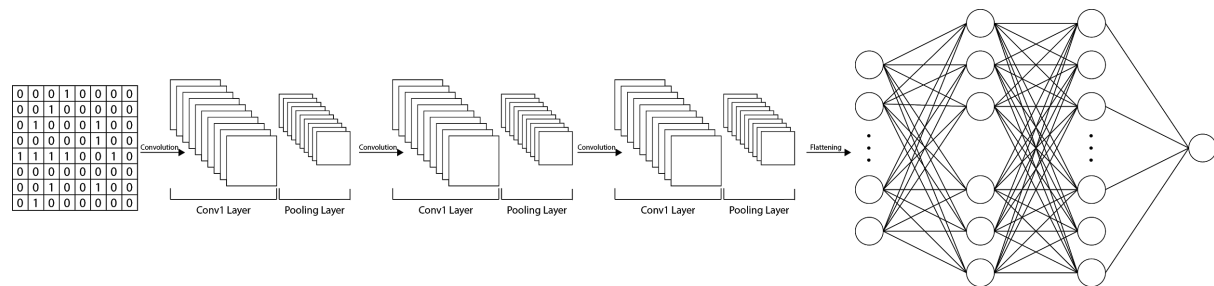 0 0 0 1 0 0 0 0
0 0 1 0 0 0 0 0
0 1 0 0 0 1 0 0
0 0 0 0 0 1 0 0
1 1 1 1 0 0 1 0
0 0 0 0 0 0 0 0
0 0 1 0 0 1 0 0
0 1 0 0 0 0 0 0
Convolution
Conv1 Layer
Pooling Layer
Convolution
Conv1 Layer
Pooling Layer
Convolution
Conv1 Layer
Pooling Layer
Flattening